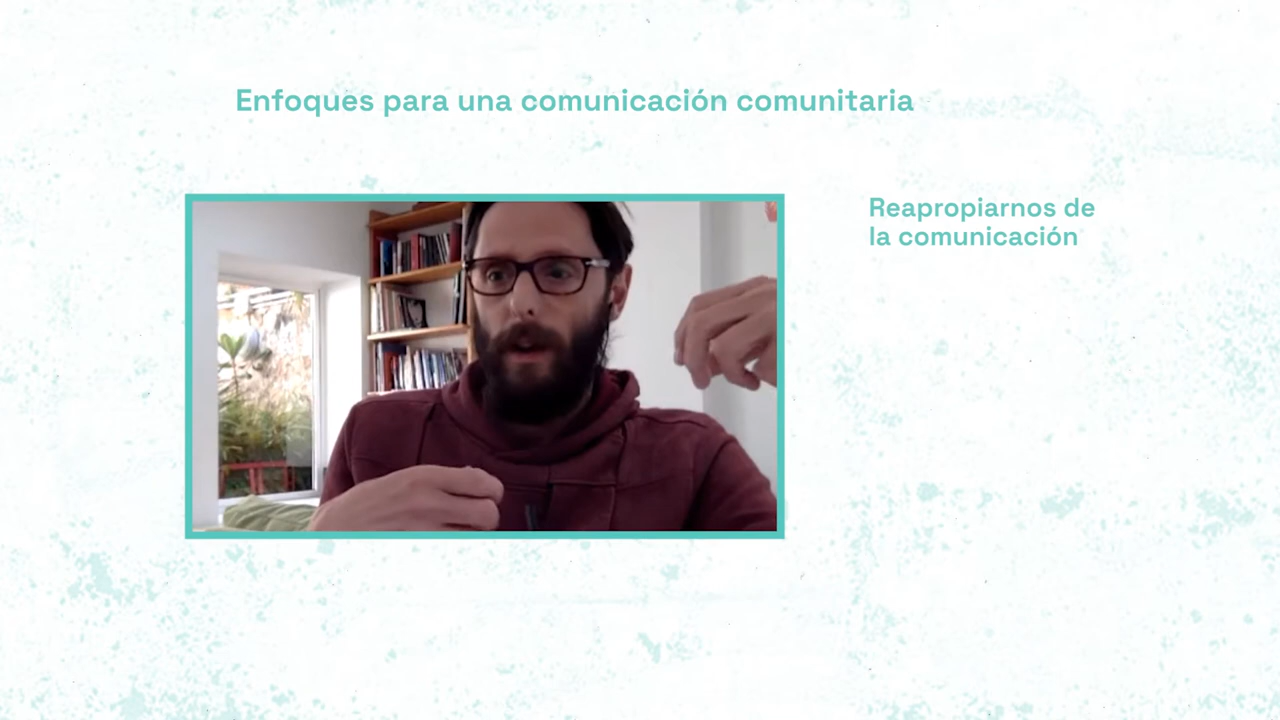 Enfoques para una comunicación comunitaria
Reapropiarnos de
la comunicación